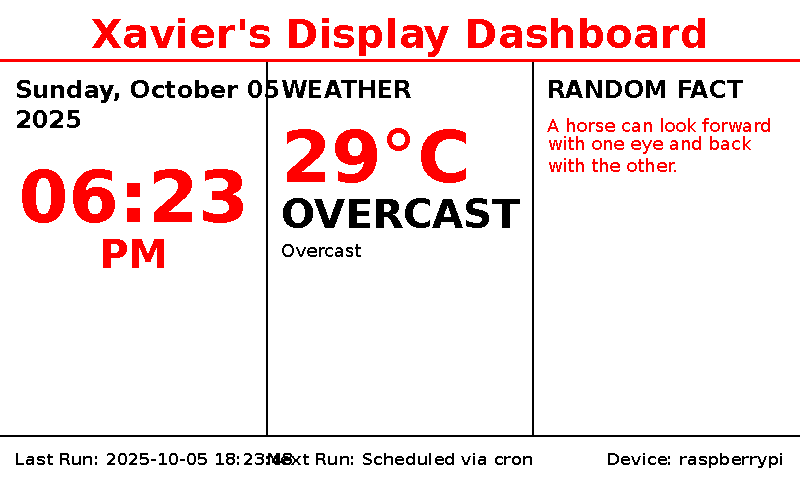 Xavier's Display Dashboard
Sunday, October 05
2025
06:23
PM
WEATHER
29°C
OVERCAST
Overcast
RANDOM FACT
A horse can look forward
with one eye and back
with the other.
Last Run: 2025-10-05 18:23:48
Next Run: Scheduled via cron
Device: raspberrypi